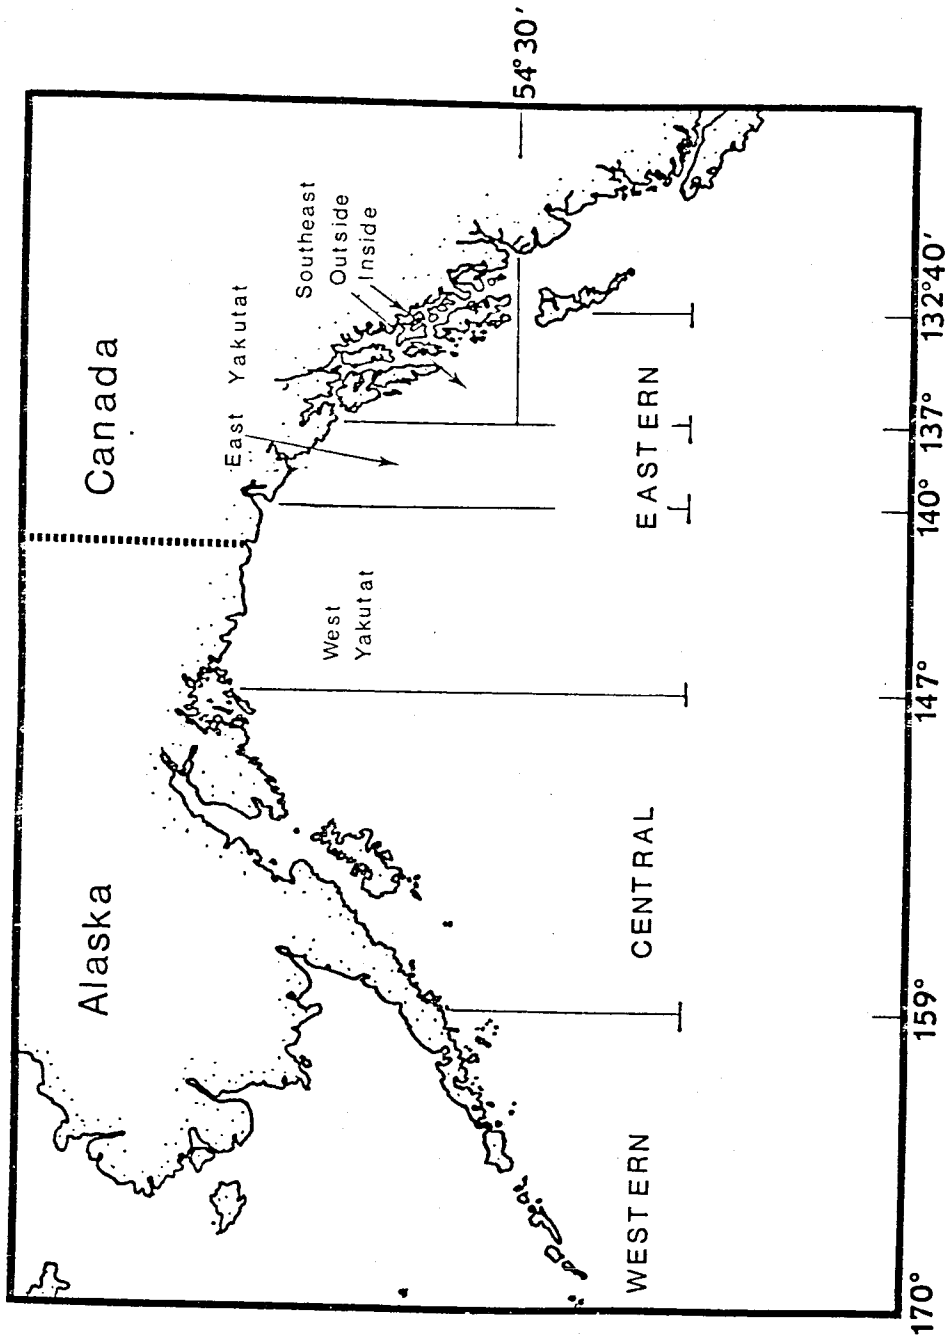 Alaska
Canada
East Yakutat
Southeast
Outside
Inside
West
Yakutat
WESTERN
CENTRAL
EASTERN
54°30′
170°
159°
147°
140°
137°
132°40′